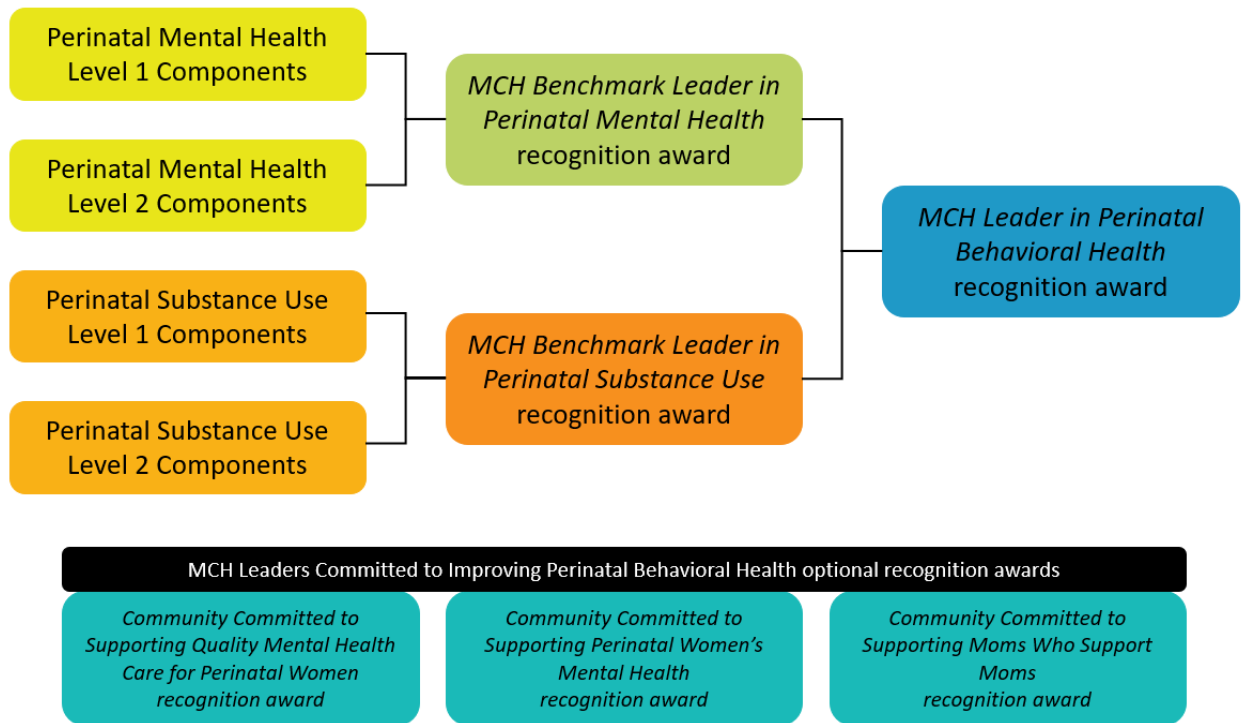 Perinatal Mental Health
Level 1 Components
Perinatal Mental Health
Level 2 Components
MCH Benchmark Leader in
Perinatal Mental Health
recognition award
Perinatal Substance Use
Level 1 Components
Perinatal Substance Use
Level 2 Components
MCH Benchmark Leader in
Perinatal Substance Use
recognition award
MCH Leader in Perinatal
Behavioral Health
recognition award
MCH Leaders Committed to Improving Perinatal Behavioral Health optional recognition awards
Community Committed to
Supporting Quality Mental Health
Care for Perinatal Women
recognition award
Community Committed to
Supporting Perinatal Women’s
Mental Health
recognition award
Community Committed to
Supporting Moms Who Support
Moms
recognition award